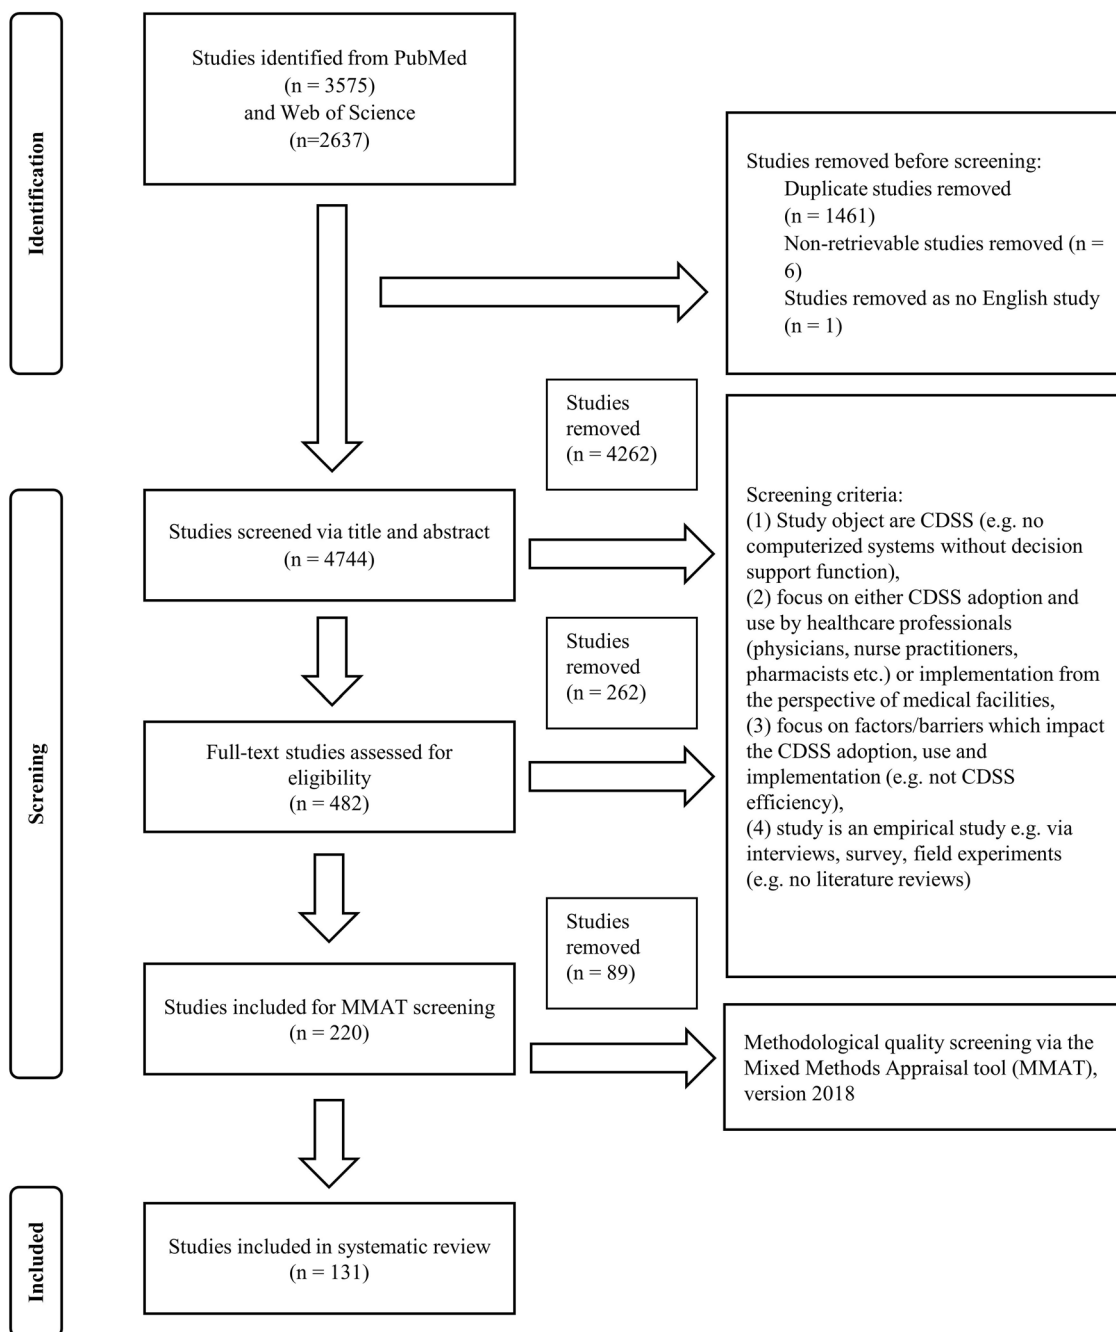 Identification
Studies identified from PubMed
(n = 3575)
and Web of Science
(n=2637)
Studies removed before screening:
Duplicate studies removed
(n = 1461)
Non-retrievable studies removed (n =
6)
Studies removed as no English study
(n = 1)
Screning
Studies
removed
(n = 4262)
Studies screened via title and abstract
(n = 4744)
Screening criteria:
(1) Study object are CDSS (e.g. no
computerized systems without decision
support function),
(2) focus on either CDSS adoption and
use by healthcare professionals
(physicians, nurse practitioners,
pharmacists etc.) or implementation from
the perspective of medical facilities,
(3) focus on factors/barriers which impact
the CDSS adoption, use and
implementation (e.g. not CDSS
efficiency),
(4) study is an empirical study e.g. via
interviews, survey, field experiments
(e.g. no literature reviews)
Studies
removed
(n = 262)
Full-text studies assessed for
eligibility
(n = 482)
Studies
removed
(n = 89)
Studies included for MMAT screening
(n = 220)
Methodological quality screening via the
Mixed Methods Appraisal tool (MMAT),
version 2018
Included
Studies included in systematic review
(n = 131)